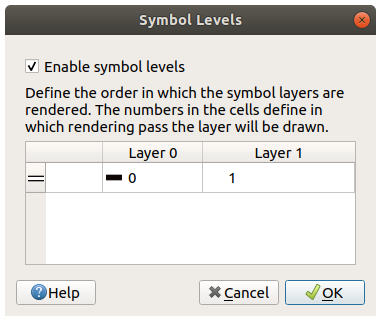 Symbol Levels
Enable symbol levels
Define the order in which the symbol layers are
rendered. The numbers in the cells define in
which rendering pass the layer will be drawn.
Layer 0 Layer 1
0 1
Help Cancel OK